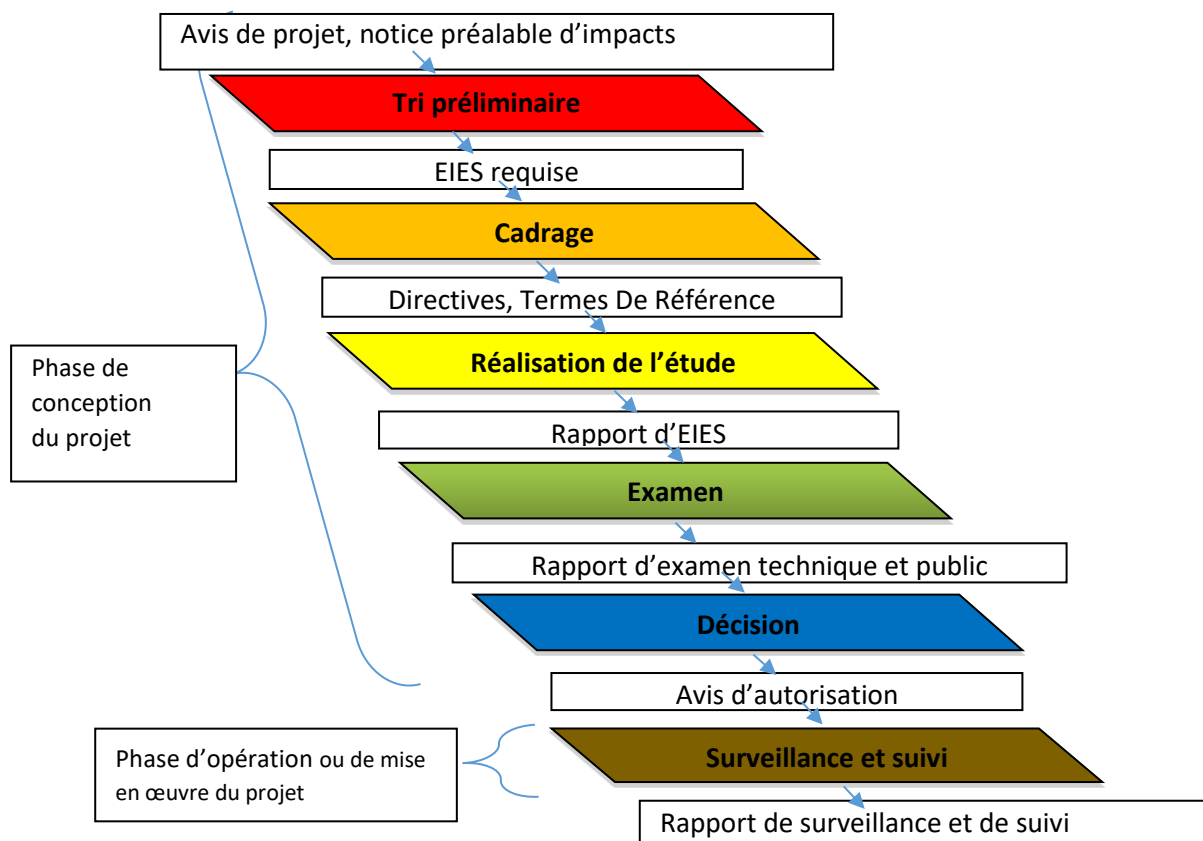 Avis de projet, notice préalable d’impacts
Tri préliminaire
EIES requise
Cadrage
Directives, Termes De Référence
Réalisation de l’étude
Phase de
conception
du projet
Rapport d’EIES
Examen
Rapport d’examen technique et public
Décision
Avis d’autorisation
Phase d’opération ou de mise
en œuvre du projet
Surveillance et suivi
Rapport de surveillance et de suivi